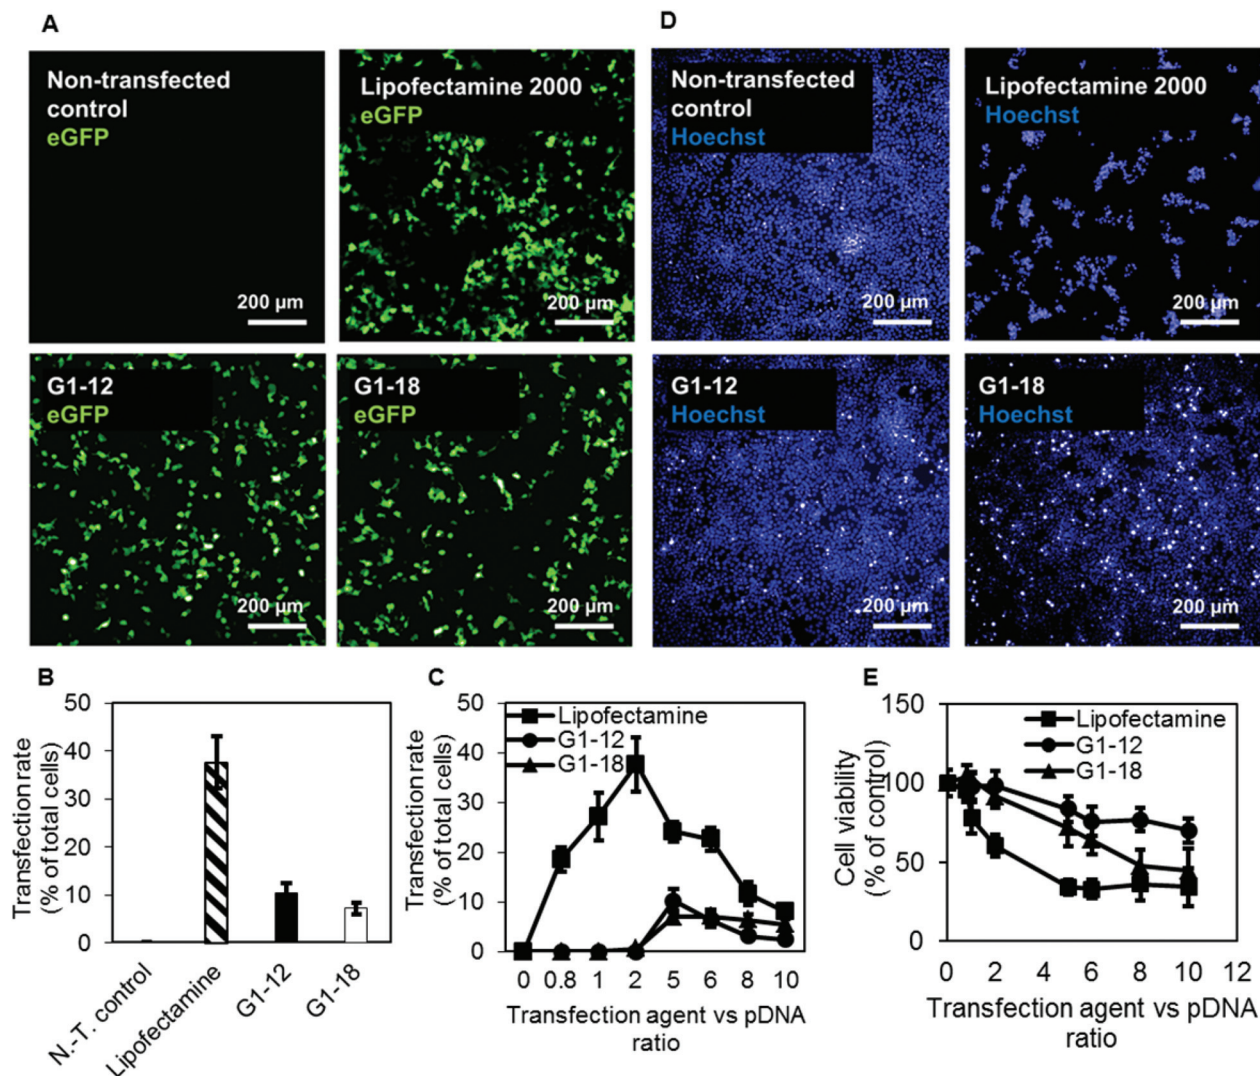 A
Non-transfected
control
eGFP
200 µm
Lipofectamine 2000
eGFP
200 µm
G1-12
eGFP
200 µm
G1-18
eGFP
200 µm
D
Non-transfected
control
Hoechst
200 µm
Lipofectamine 2000
Hoechst
200 µm
G1-12
Hoechst
200 µm
G1-18
Hoechst
200 µm
B
Transfection rate
(% of total cells)
50
40
30
20
10
0
N.-T. control
Lipofectamine
G1-12
G1-18
C
Transfection rate
(% of total cells)
50
40
30
20
10
0
Lipofectamine
G1-12
G1-18
0 0.8 1 2 5 6 8 10
Transfection agent vs pDNA
ratio
E
Cell viability
(% of control)
150
100
50
0
Lipofectamine
G1-12
G1-18
0 2 4 6 8 10 12
Transfection agent vs pDNA
ratio